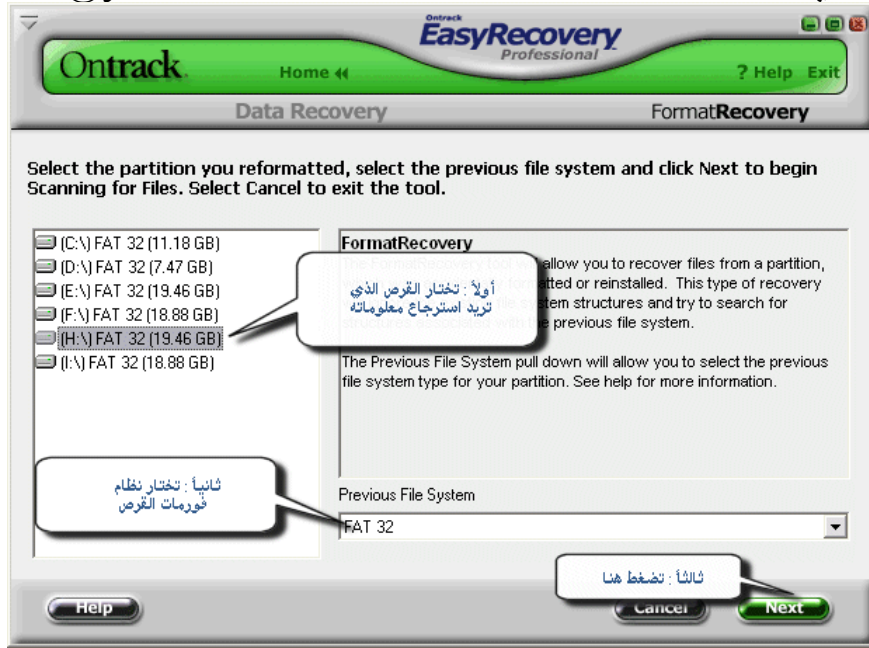 Ontrack
EasyRecovery
Professional
Ontrack
Home
? Help Exit
Data Recovery
FormatRecovery
Select the partition you reformatted, select the previous file system and click Next to begin
Scanning for Files. Select Cancel to exit the tool.
(C:\) FAT 32 (11.18 GB)
(D:\) FAT 32 (7.47 GB)
(E:\) FAT 32 (19.46 GB)
(F:\) FAT 32 (18.88 GB)
(H:\) FAT 32 (19.46 GB)
(I:\) FAT 32 (18.88 GB)
FormatRecovery
allow you to recover files from a partition,
atted or reinstalled. This type of recovery
system structures and try to search for
previous file system.
أولاً : تختار القرص الذي
تريد استرجاع معلوماته
The Previous File System pull down will allow you to select the previous
file system type for your partition. See help for more information.
ثانياً : تختار نظام
فورمات القرص
Previous File System
FAT 32
ثالثاً : تضغط هنا
Help
Cancel
Next